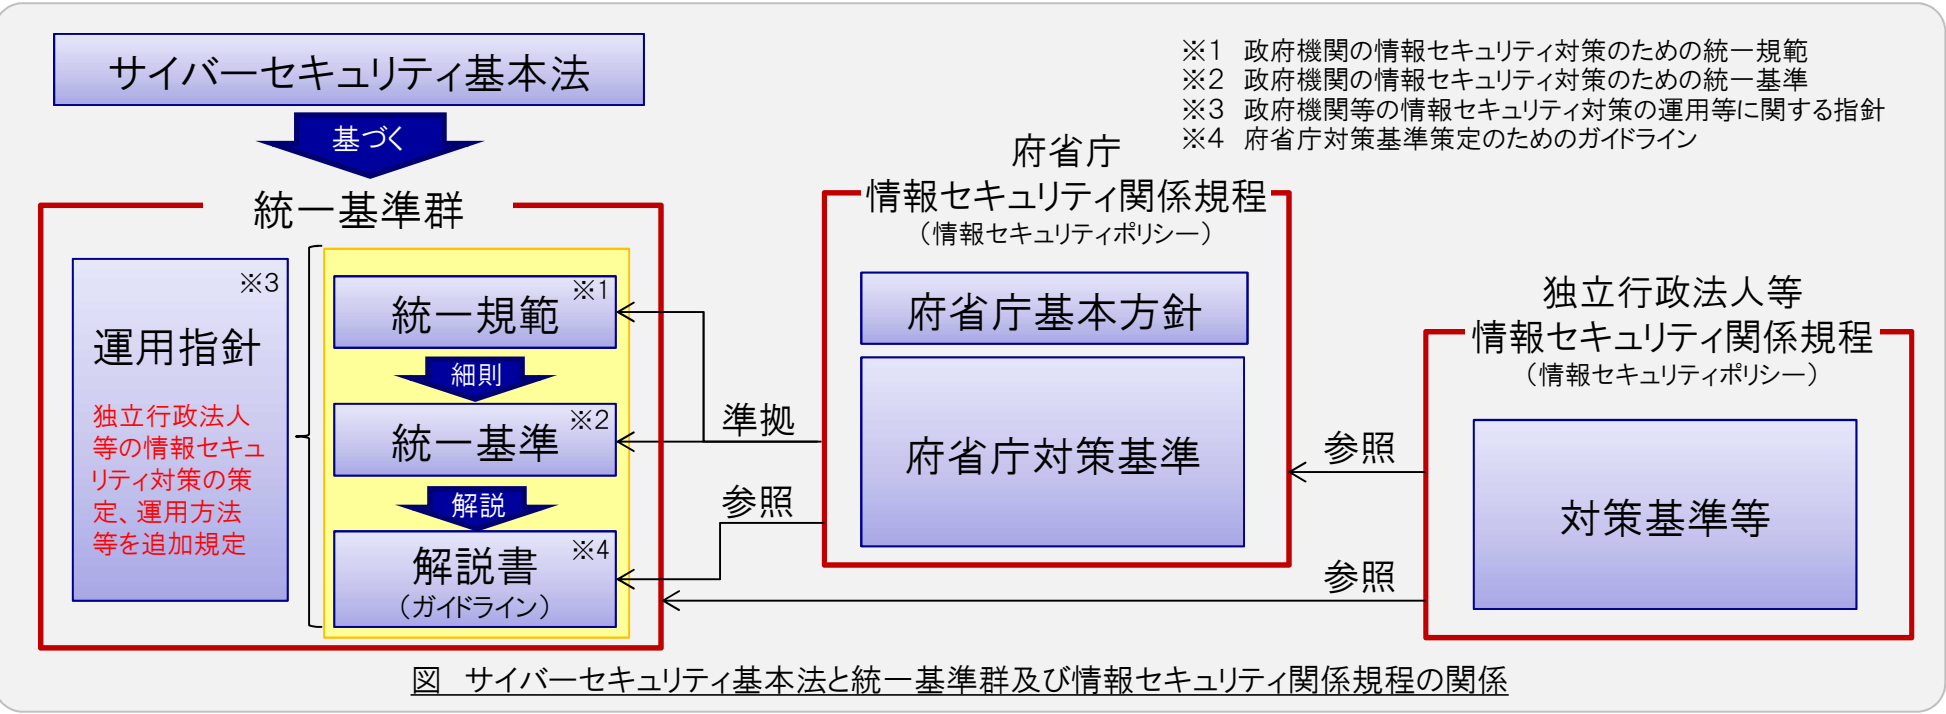 サイバーセキュリティ基本法
基づく
※1　政府機関の情報セキュリティ対策のための統一規範
※2　政府機関の情報セキュリティ対策のための統一基準
※3　政府機関等の情報セキュリティ対策の運用等に関する指針
※4　府省庁対策基準策定のためのガイドライン
統一基準群
※3
運用指針
独立行政法人
等の情報セキュ
リティ対策の策
定、運用方法
等を追加規定
※1
統一規範
細則
※2
統一基準
解説
※4
解説書
（ガイドライン）
準拠
参照
府省庁
情報セキュリティ関係規程
（情報セキュリティポリシー）
府省庁基本方針
府省庁対策基準
参照
参照
独立行政法人等
情報セキュリティ関係規程
（情報セキュリティポリシー）
対策基準等
図　サイバーセキュリティ基本法と統一基準群及び情報セキュリティ関係規程の関係